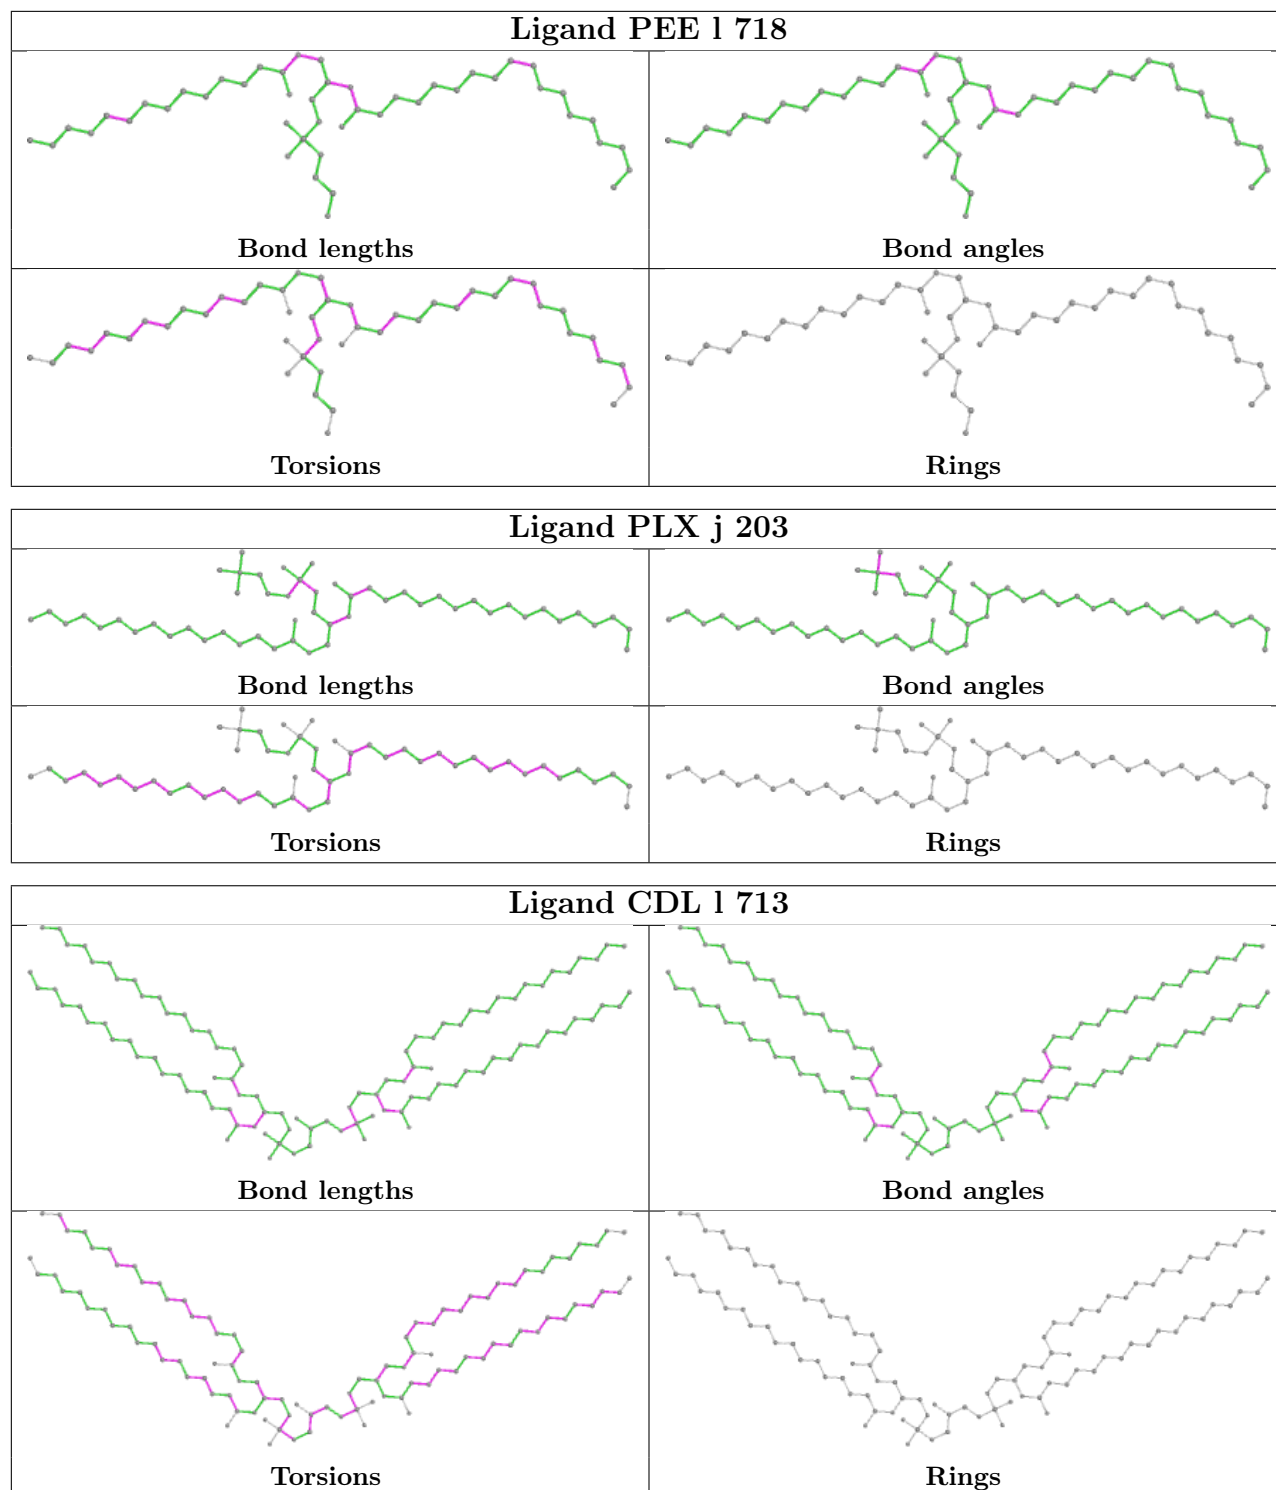 Ligand PEE l 718
Bond lengths
Bond angles
Torsions
Rings
Ligand PLX j 203
Bond lengths
Bond angles
Torsions
Rings
Ligand CDL l 713
Bond lengths
Bond angles
Torsions
Rings